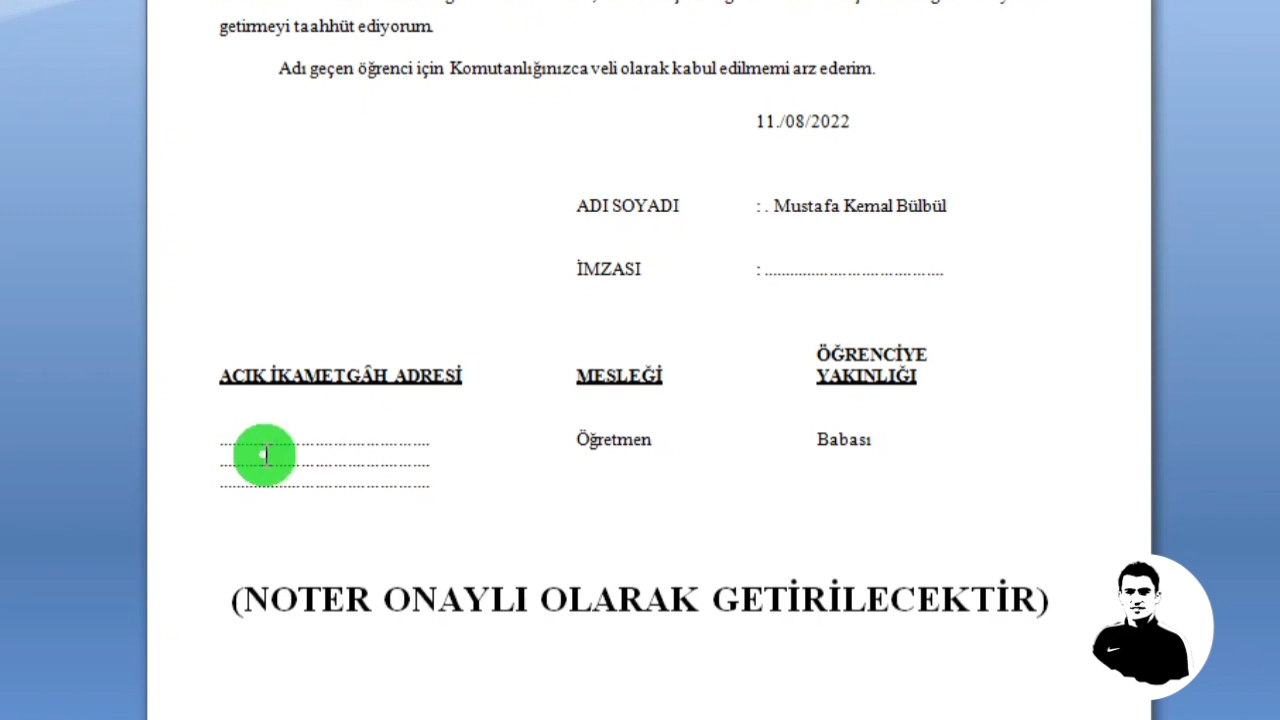 getirmeyi taahhüt ediyorum.
Adı geçen öğrenci için Komutanlığınızca veli olarak kabul edilmemi arz ederim.
11./08/2022
ADI SOYADI : . Mustafa Kemal Bülbül
İMZASI : ........................................
ÖĞRENCİYE
ACIK İKAMETGÂH ADRESİ MESLEĞİ YAKINLIĞI
................................................ Öğretmen Babası
................................................
................................................
(NOTER ONAYLI OLARAK GETİRİLECEKTİR)